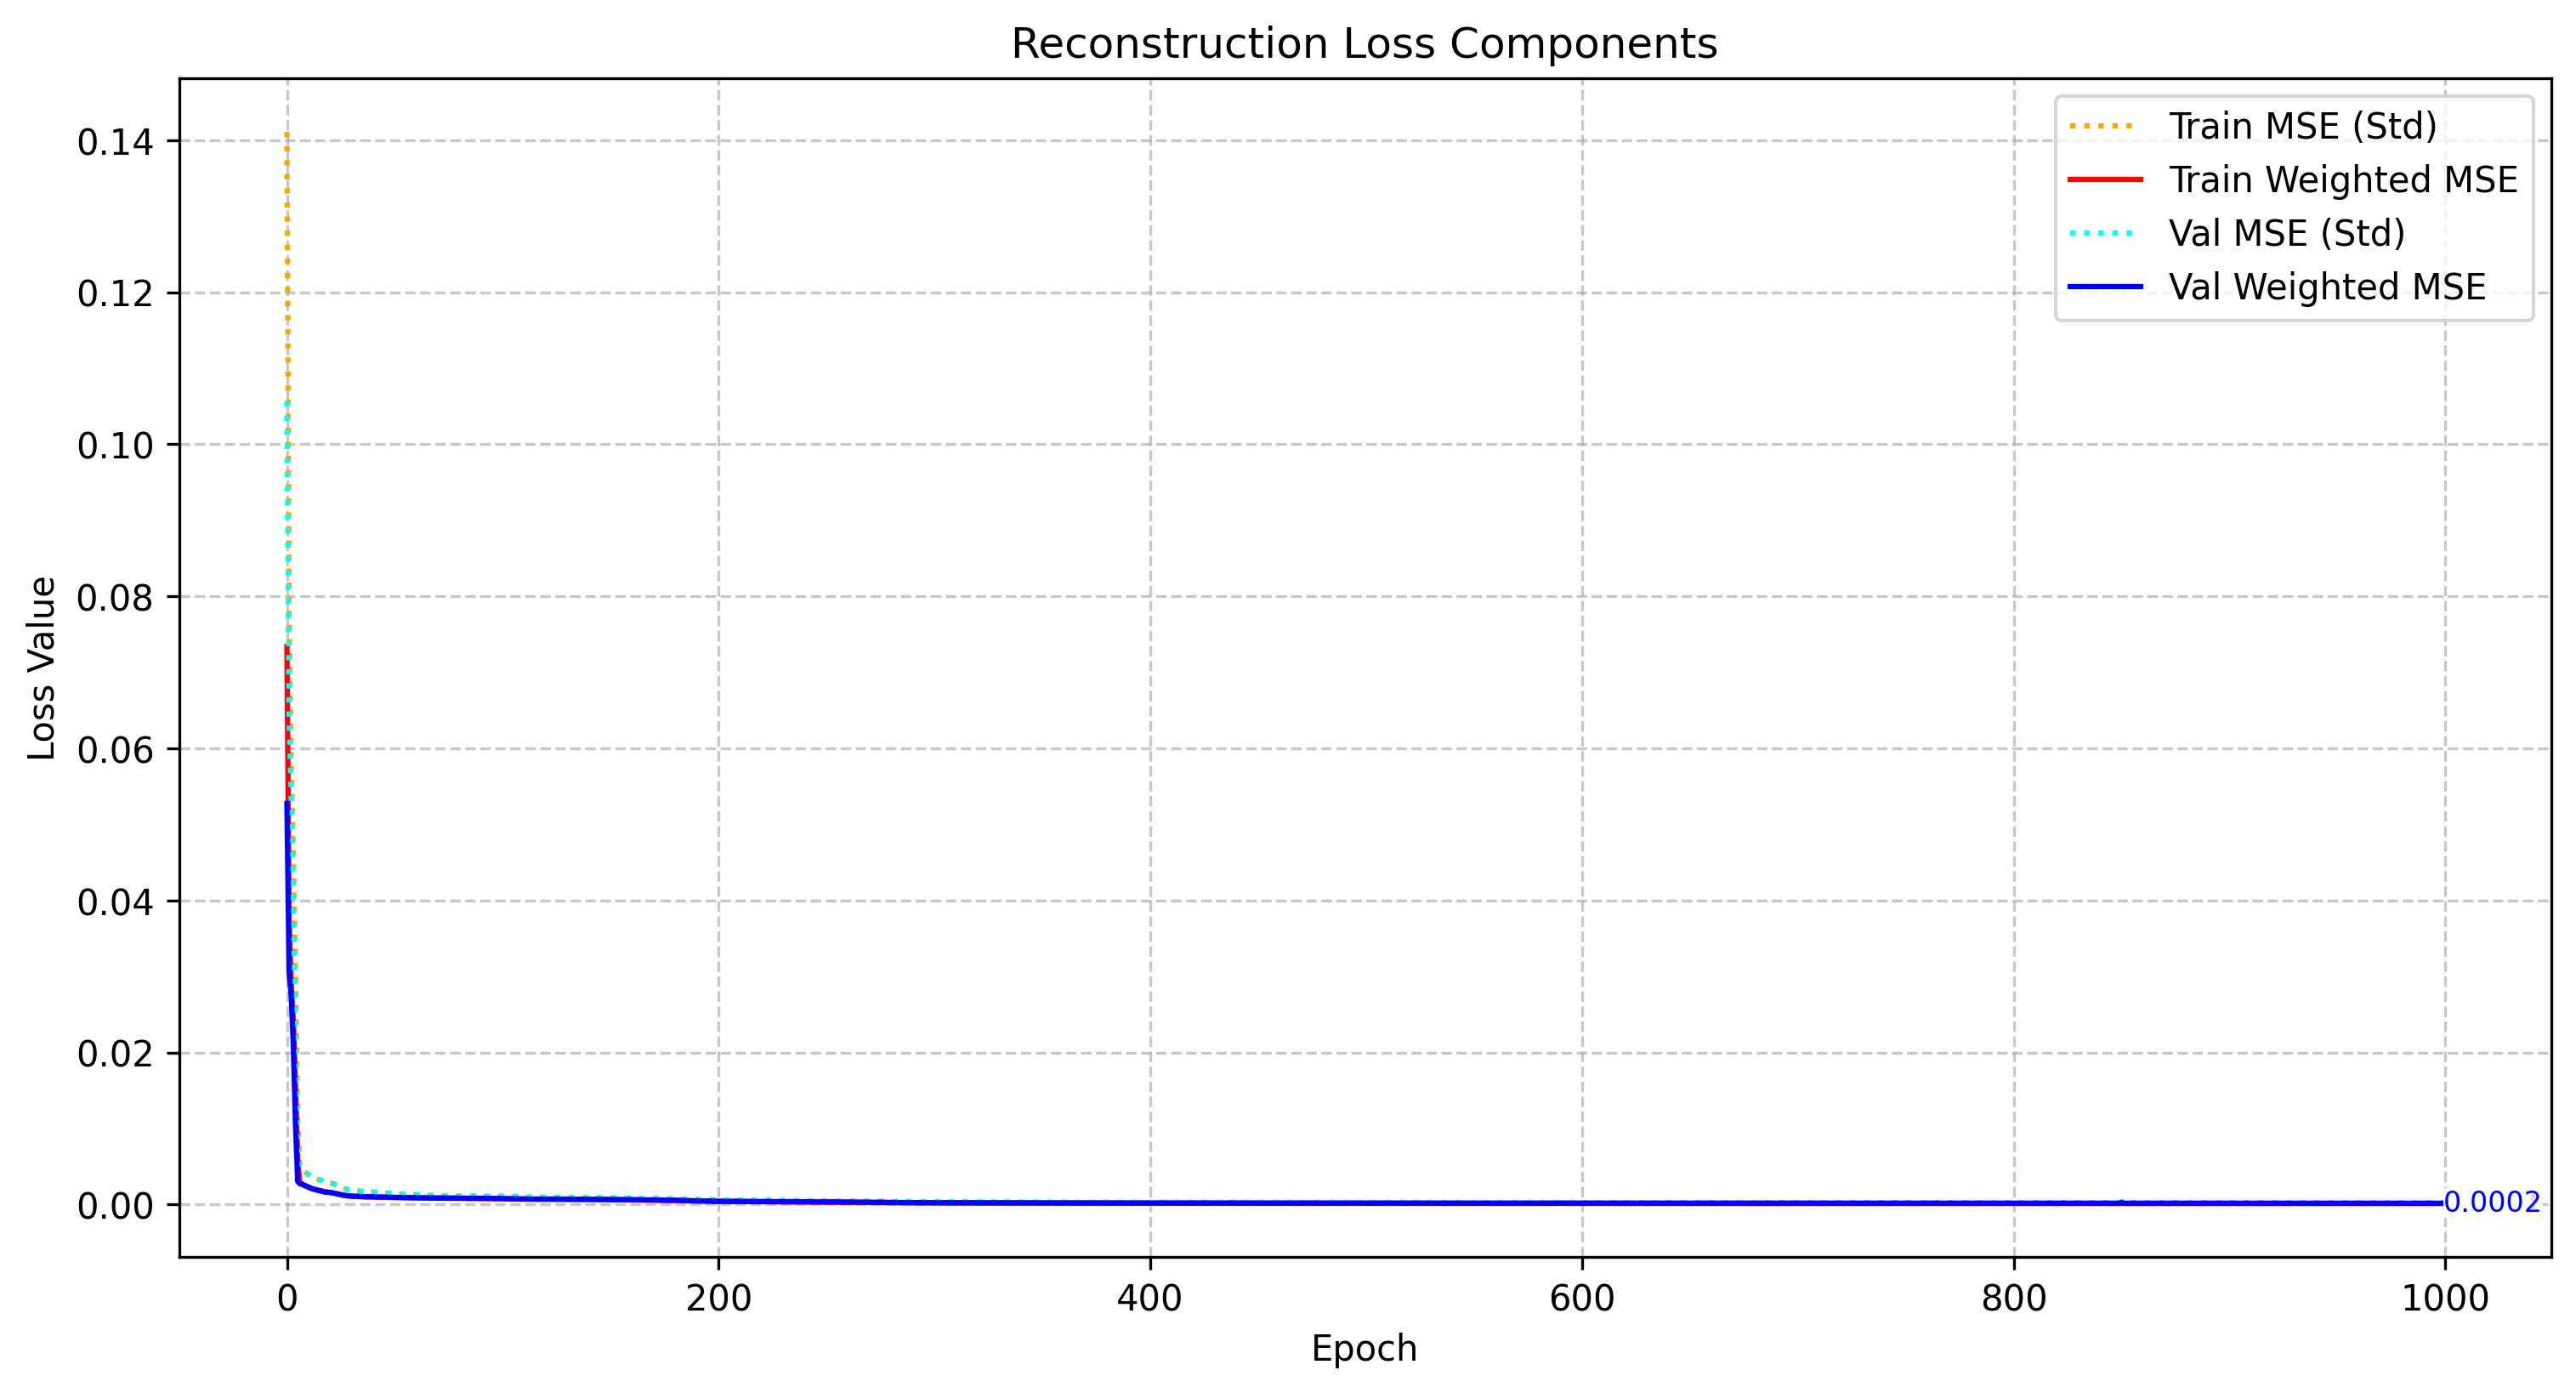 Reconstruction Loss Components
Train MSE (Std)
Train Weighted MSE
Val MSE (Std)
Val Weighted MSE
Loss Value
0.14
0.12
0.10
0.08
0.06
0.04
0.02
0.00
0.0002
0 200 400 600 800 1000
Epoch